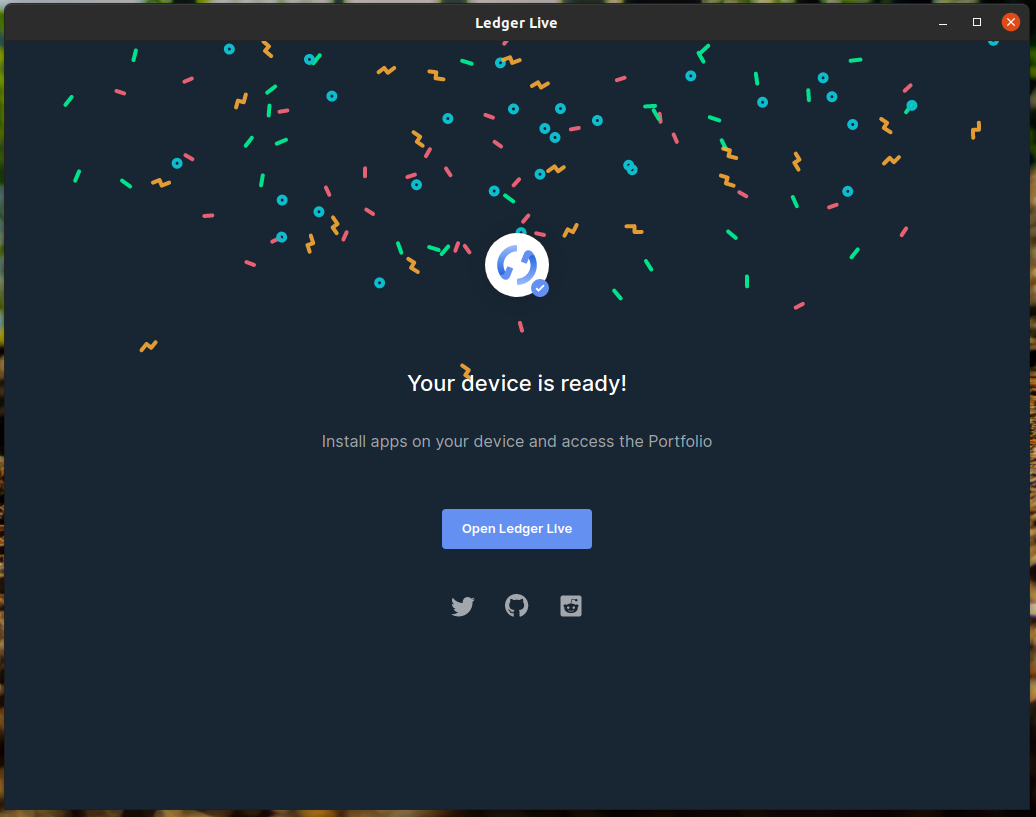 Ledger Live
Your device is ready!
Install apps on your device and access the Portfolio
Open Ledger Live